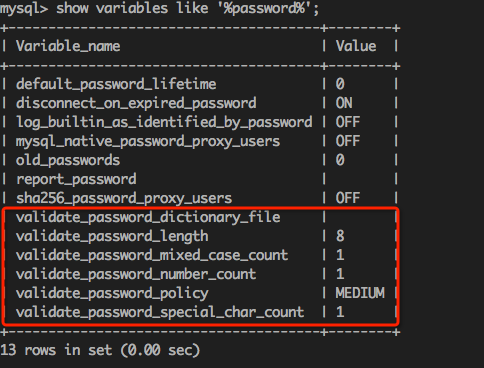 mysql> show variables like '%password%';
+---------------------------------------+--------+
| Variable_name | Value |
+---------------------------------------+--------+
| default_password_lifetime | 0 |
| disconnect_on_expired_password | ON |
| log_builtin_as_identified_by_password | OFF |
| mysql_native_password_proxy_users | OFF |
| old_passwords | 0 |
| report_password | |
| sha256_password_proxy_users | OFF |
| validate_password_dictionary_file | |
| validate_password_length | 8 |
| validate_password_mixed_case_count | 1 |
| validate_password_number_count | 1 |
| validate_password_policy | MEDIUM |
| validate_password_special_char_count | 1 |
+---------------------------------------+--------+
13 rows in set (0.00 sec)